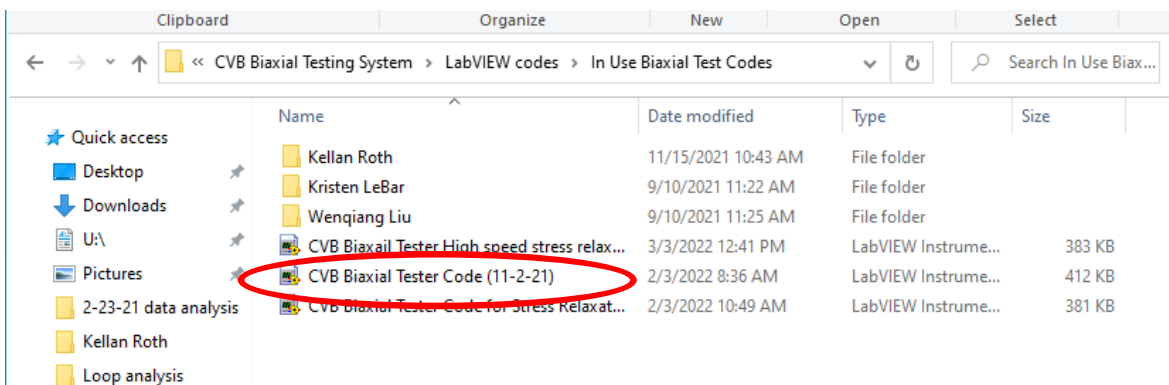 Clipboard Organize New Open Select
« CVB Biaxial Testing System > LabVIEW codes > In Use Biaxial Test Codes Search In Use Biax...
Name Date modified Type Size
Quick access
Desktop
Downloads
U:\
Pictures
2-23-21 data analysis
Kellan Roth
Loop analysis
Kellan Roth 11/15/2021 10:43 AM File folder
Kristen LeBar 9/10/2021 11:22 AM File folder
Wenqiang Liu 9/10/2021 11:25 AM File folder
CVB Biaxail Tester High speed stress relax... 3/3/2022 12:41 PM LabVIEW Instrume... 383 KB
CVB Biaxial Tester Code (11-2-21) 2/3/2022 8:36 AM LabVIEW Instrume... 412 KB
CVB Biaxial Tester Code for Stress Relaxat... 2/3/2022 10:49 AM LabVIEW Instrume... 381 KB